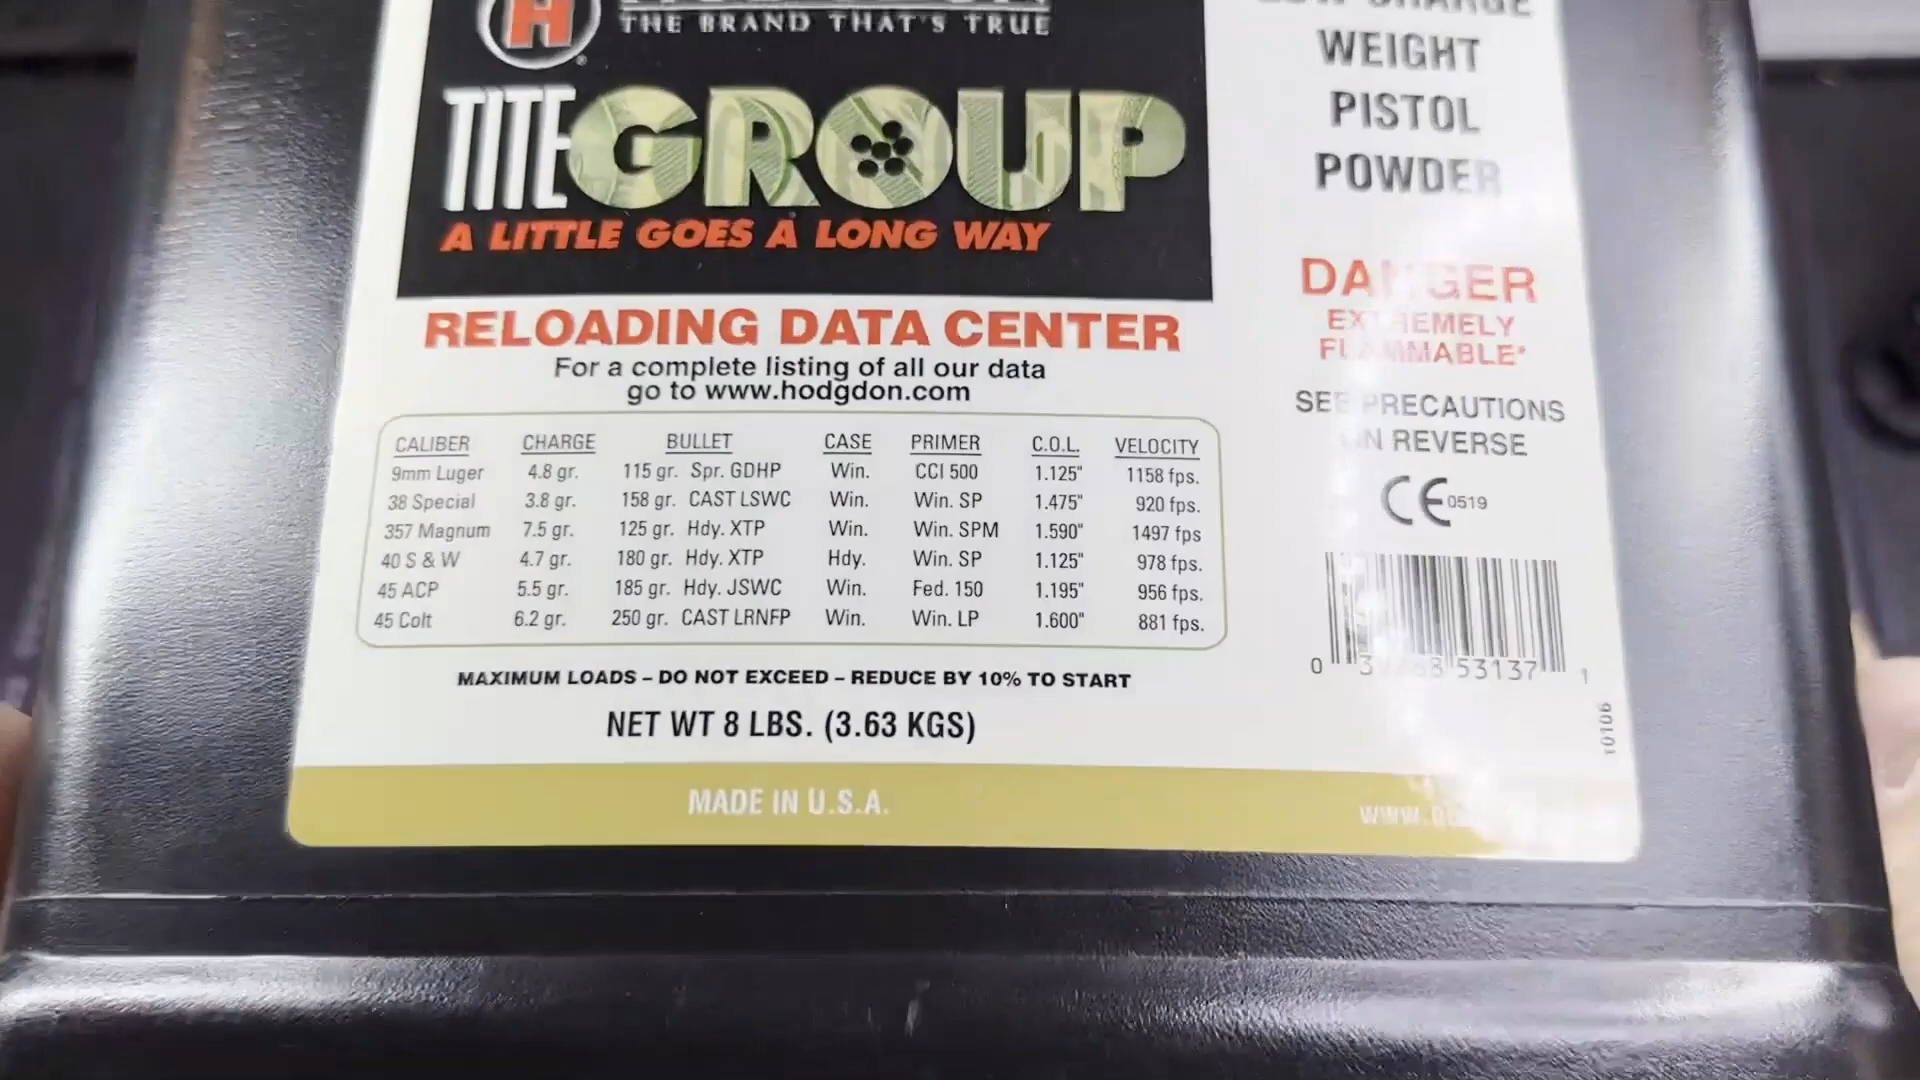 H
THE BRAND THAT'S TRUE
TITEGROUP
A LITTLE GOES A LONG WAY
RELOADING DATA CENTER
For a complete listing of all our data
go to www.hodgdon.com
CALIBER CHARGE BULLET CASE PRIMER C.O.L. VELOCITY
9mm Luger 4.8 gr. 115 gr. Spr. GDHP Win. CCI 500 1.125" 1158 fps.
38 Special 3.8 gr. 158 gr. CAST LSWC Win. Win. SP 1.475" 920 fps.
357 Magnum 7.5 gr. 125 gr. Hdy. XTP Win. Win. SPM 1.590" 1497 fps
40 S & W 4.7 gr. 180 gr. Hdy. XTP Hdy. Win. SP 1.125" 978 fps.
45 ACP 5.5 gr. 185 gr. Hdy. JSWC Win. Fed. 150 1.195" 956 fps.
45 Colt 6.2 gr. 250 gr. CAST LRNFP Win. Win. LP 1.600" 881 fps.
MAXIMUM LOADS – DO NOT EXCEED – REDUCE BY 10% TO START
NET WT 8 LBS. (3.63 KGS)
MADE IN U.S.A.
WEIGHT
PISTOL
POWDER
DANGER
EXTREMELY
FLAMMABLE*
SEE PRECAUTIONS
ON REVERSE
CE 0519
0 53137 1
10106